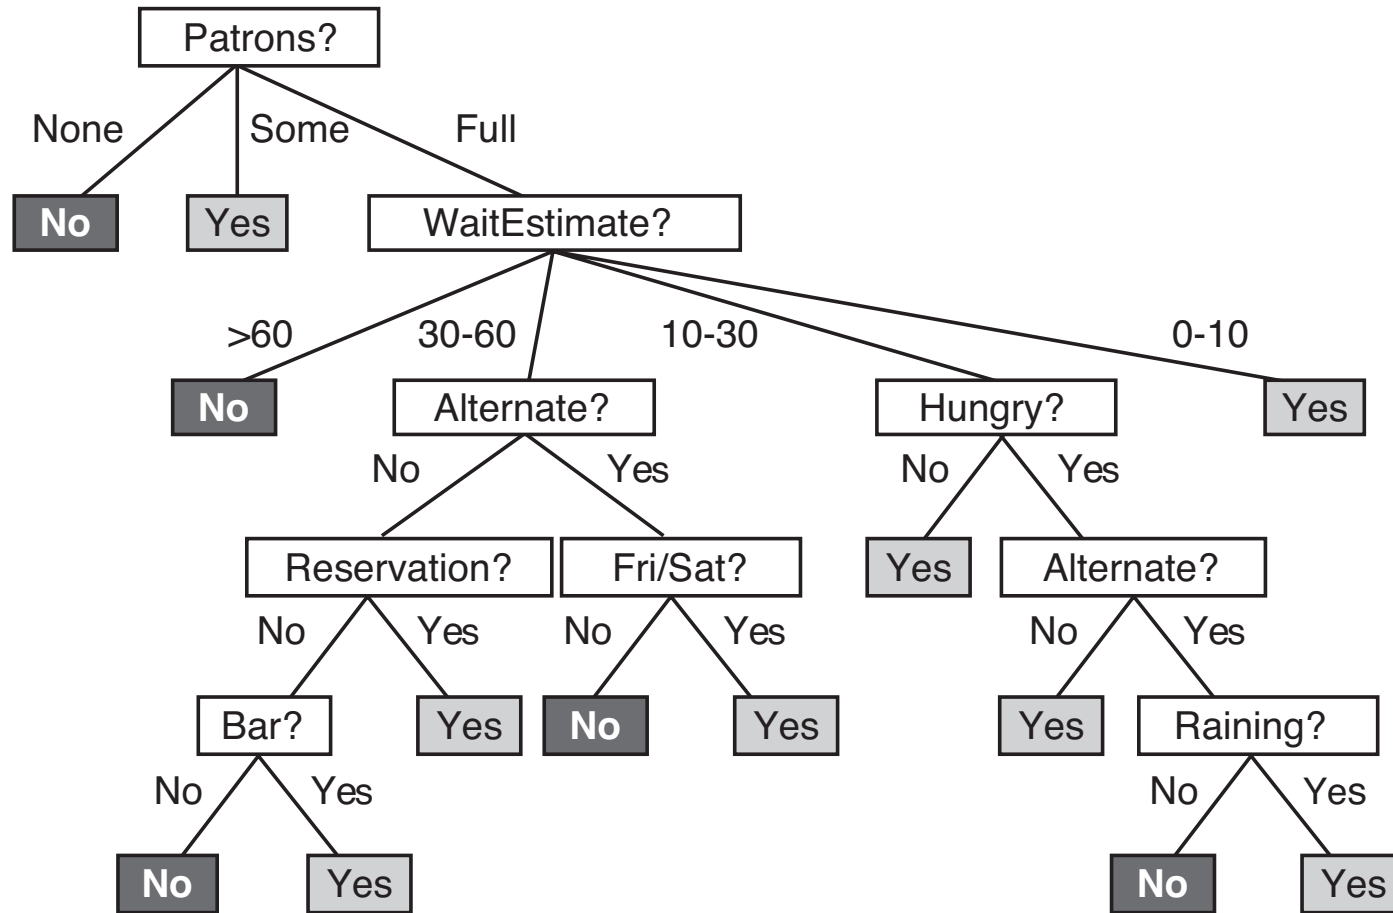 Patrons?
None Some Full
No Yes WaitEstimate?
>60 30-60 10-30 0-10
No Alternate? Hungry? Yes
No Yes No Yes
Reservation? Fri/Sat? Yes Alternate?
No Yes No Yes No Yes
Bar? Yes No Yes Yes Raining?
No Yes No Yes
No Yes No Yes